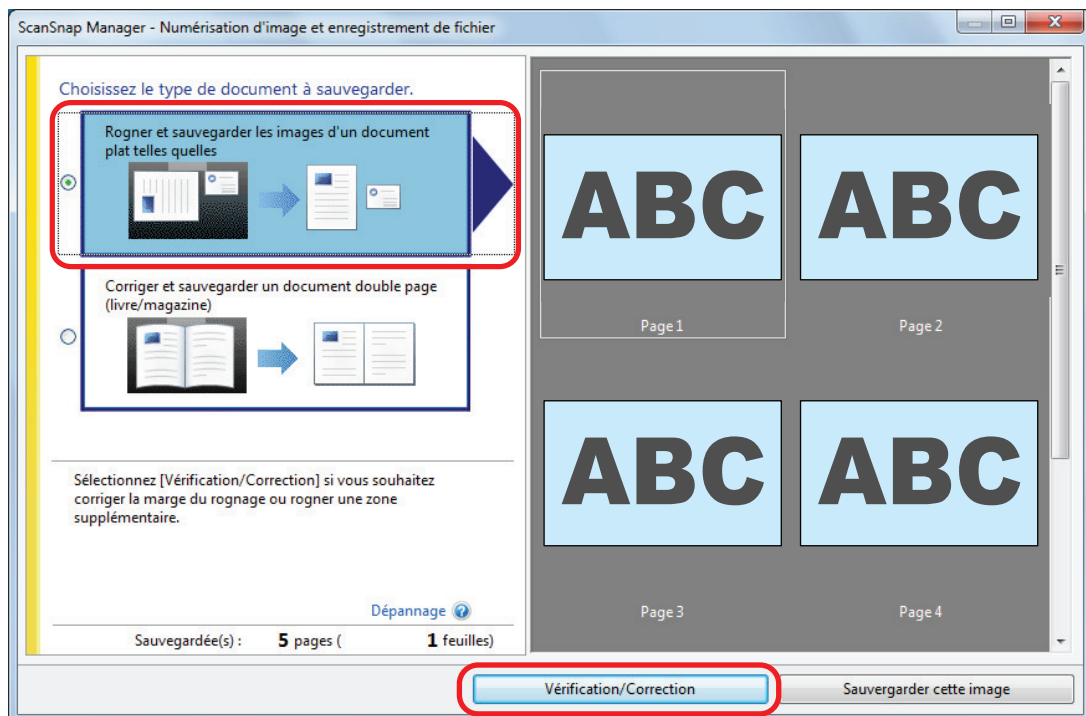 ScanSnap Manager - Numérisation d'image et enregistrement de fichier
Choisissez le type de document à sauvegarder.
Rogner et sauvegarder les images d'un document
plat telles quelles
Corriger et sauvegarder un document double page
(livre/magazine)
Sélectionnez [Vérification/Correction] si vous souhaitez
corriger la marge du rognage ou rogner une zone
supplémentaire.
Dépannage
Sauvegardée(s) : 5 pages ( 1 feuilles)
ABC ABC
Page 1 Page 2
ABC ABC
Page 3 Page 4
Vérification/Correction Sauvergarder cette image